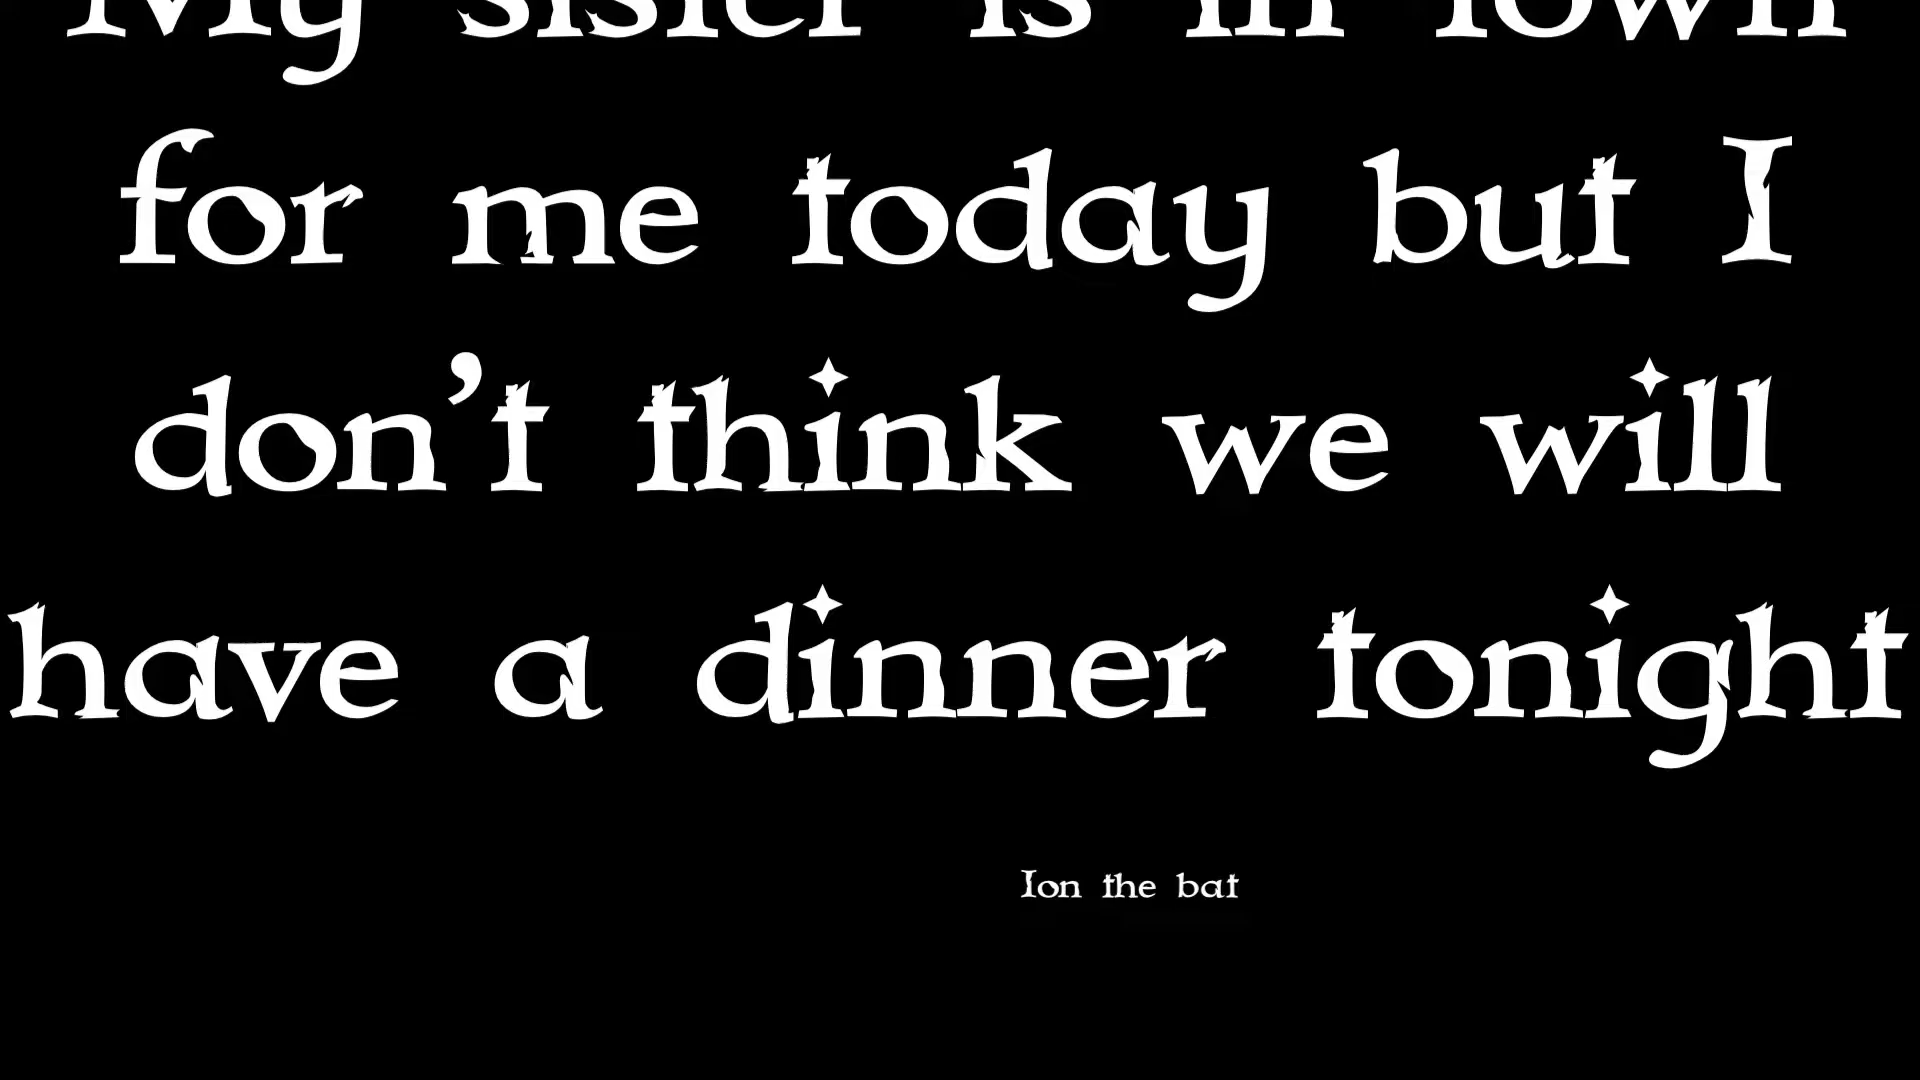 My sister is in town
for me today but I
don’t think we will
have a dinner tonight
Ion the bat